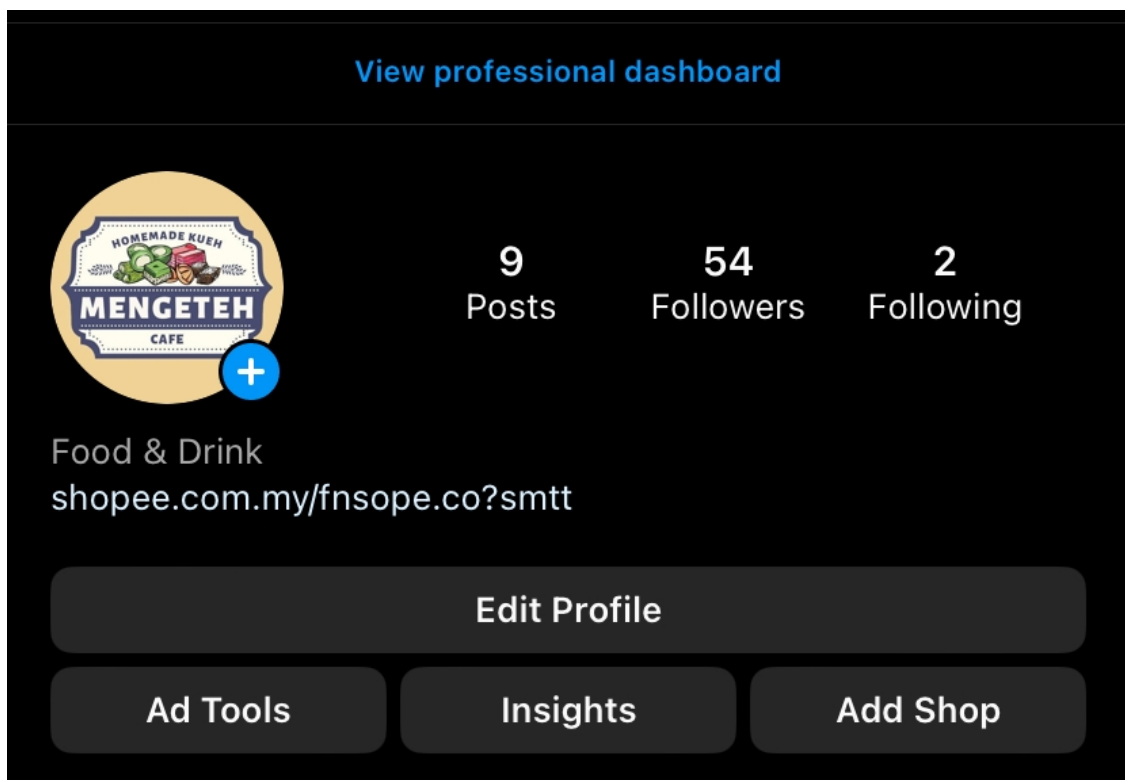 View professional dashboard
HOMEMADE KUEH
MENGETEH
CAFE
9 54 2
Posts Followers Following
Food & Drink
shopee.com.my/fnsope.co?smtt
Edit Profile
Ad Tools Insights Add Shop